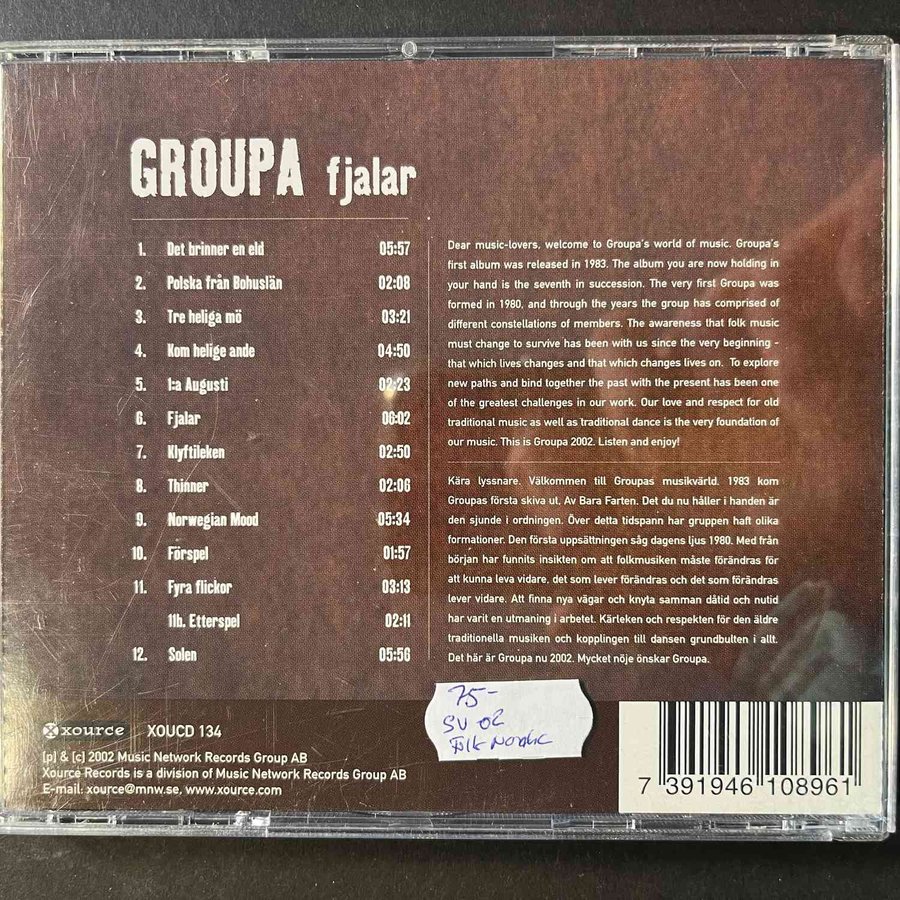 GROUPA fjalar
1. Det brinner en eld 05:57
2. Polska från Bohuslän 02:08
3. Tre heliga mö 03:21
4. Kom helige ande 04:50
5. 1:a Augusti 02:23
6. Fjalar 06:02
7. Klyftileken 02:50
8. Thinner 02:06
9. Norwegian Mood 05:34
10. Förspel 01:57
11. Fyra flickor 03:13
11b. Etterspel 02:11
12. Solen 05:56
Dear music-lovers, welcome to Groupa's world of music. Groupa's
first album was released in 1983. The album you are now holding in
your hand is the seventh in succession. The very first Groupa was
formed in 1980, and through the years the group has comprised of
different constellations of members. The awareness that folk music
must change to survive has been with us since the very beginning -
that which lives changes and that which changes lives on. To explore
new paths and bind together the past with the present has been one
of the greatest challenges in our work. Our love and respect for old
traditional music as well as traditional dance is the very foundation of
our music. This is Groupa 2002. Listen and enjoy!
Kära lyssnare. Välkommen till Groupas musikvärld. 1983 kom
Groupas första skiva ut, Av Bara Farten. Det du nu håller i handen är
den sjunde i ordningen. Över detta tidspann har gruppen haft olika
formationer. Den första uppsättningen såg dagens ljus 1980. Med från
början har funnits insikten om att folkmusiken måste förändras för
att kunna leva vidare, det som lever förändras och det som förändras
lever vidare. Att finna nya vägar och knyta samman dåtid och nutid
har varit en utmaning i arbetet. Kärleken och respekten för den äldre
traditionella musiken och kopplingen till dansen grundbulten i allt.
Det här är Groupa nu 2002. Mycket nöje önskar Groupa.
75-
SV 02
Folk Nordic
xource XOUCD 134
[p] & [c] 2002 Music Network Records Group AB
Xource Records is a division of Music Network Records Group AB
E-mail. xource@mnw.se, www.xource.com
7 391946 108961